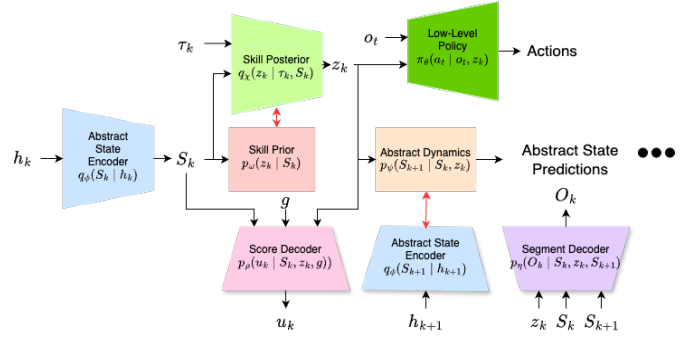 τ_k
Skill Posterior
q_χ(z_k | τ_k, S_k)
z_k
o_t
Low-Level
Policy
π_θ(a_t | o_t, z_k)
Actions
h_k
Abstract
State
Encoder
q_ϕ(S_k | h_k)
S_k
Skill Prior
p_ω(z_k | S_k)
Abstract Dynamics
p_ψ(S_{k+1} | S_k, z_k)
Abstract State
Predictions
g
Score Decoder
p_ρ(u_k | S_k, z_k, g))
u_k
Abstract State
Encoder
q_ϕ(S_{k+1} | h_{k+1})
h_{k+1}
O_k
Segment Decoder
p_η(O_k | S_k, z_k, S_{k+1})
z_k S_k S_{k+1}